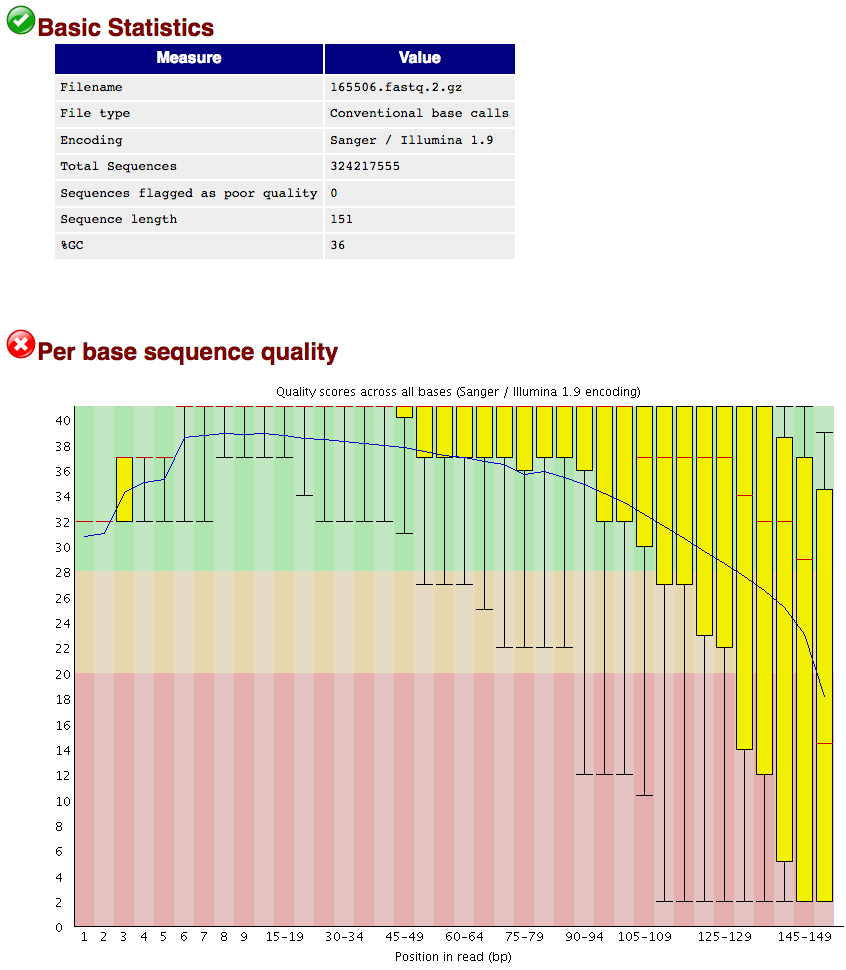 Basic Statistics
Measure Value
Filename 165506.fastq.2.gz
File type Conventional base calls
Encoding Sanger / Illumina 1.9
Total Sequences 324217555
Sequences flagged as poor quality 0
Sequence length 151
%GC 36
Per base sequence quality
Quality scores across all bases (Sanger / Illumina 1.9 encoding)
40
38
36
34
32
30
28
26
24
22
20
18
16
14
12
10
8
6
4
2
0
1 2 3 4 5 6 7 8 9 15-19 30-34 45-49 60-64 75-79 90-94 105-109 125-129 145-149
Position in read (bp)